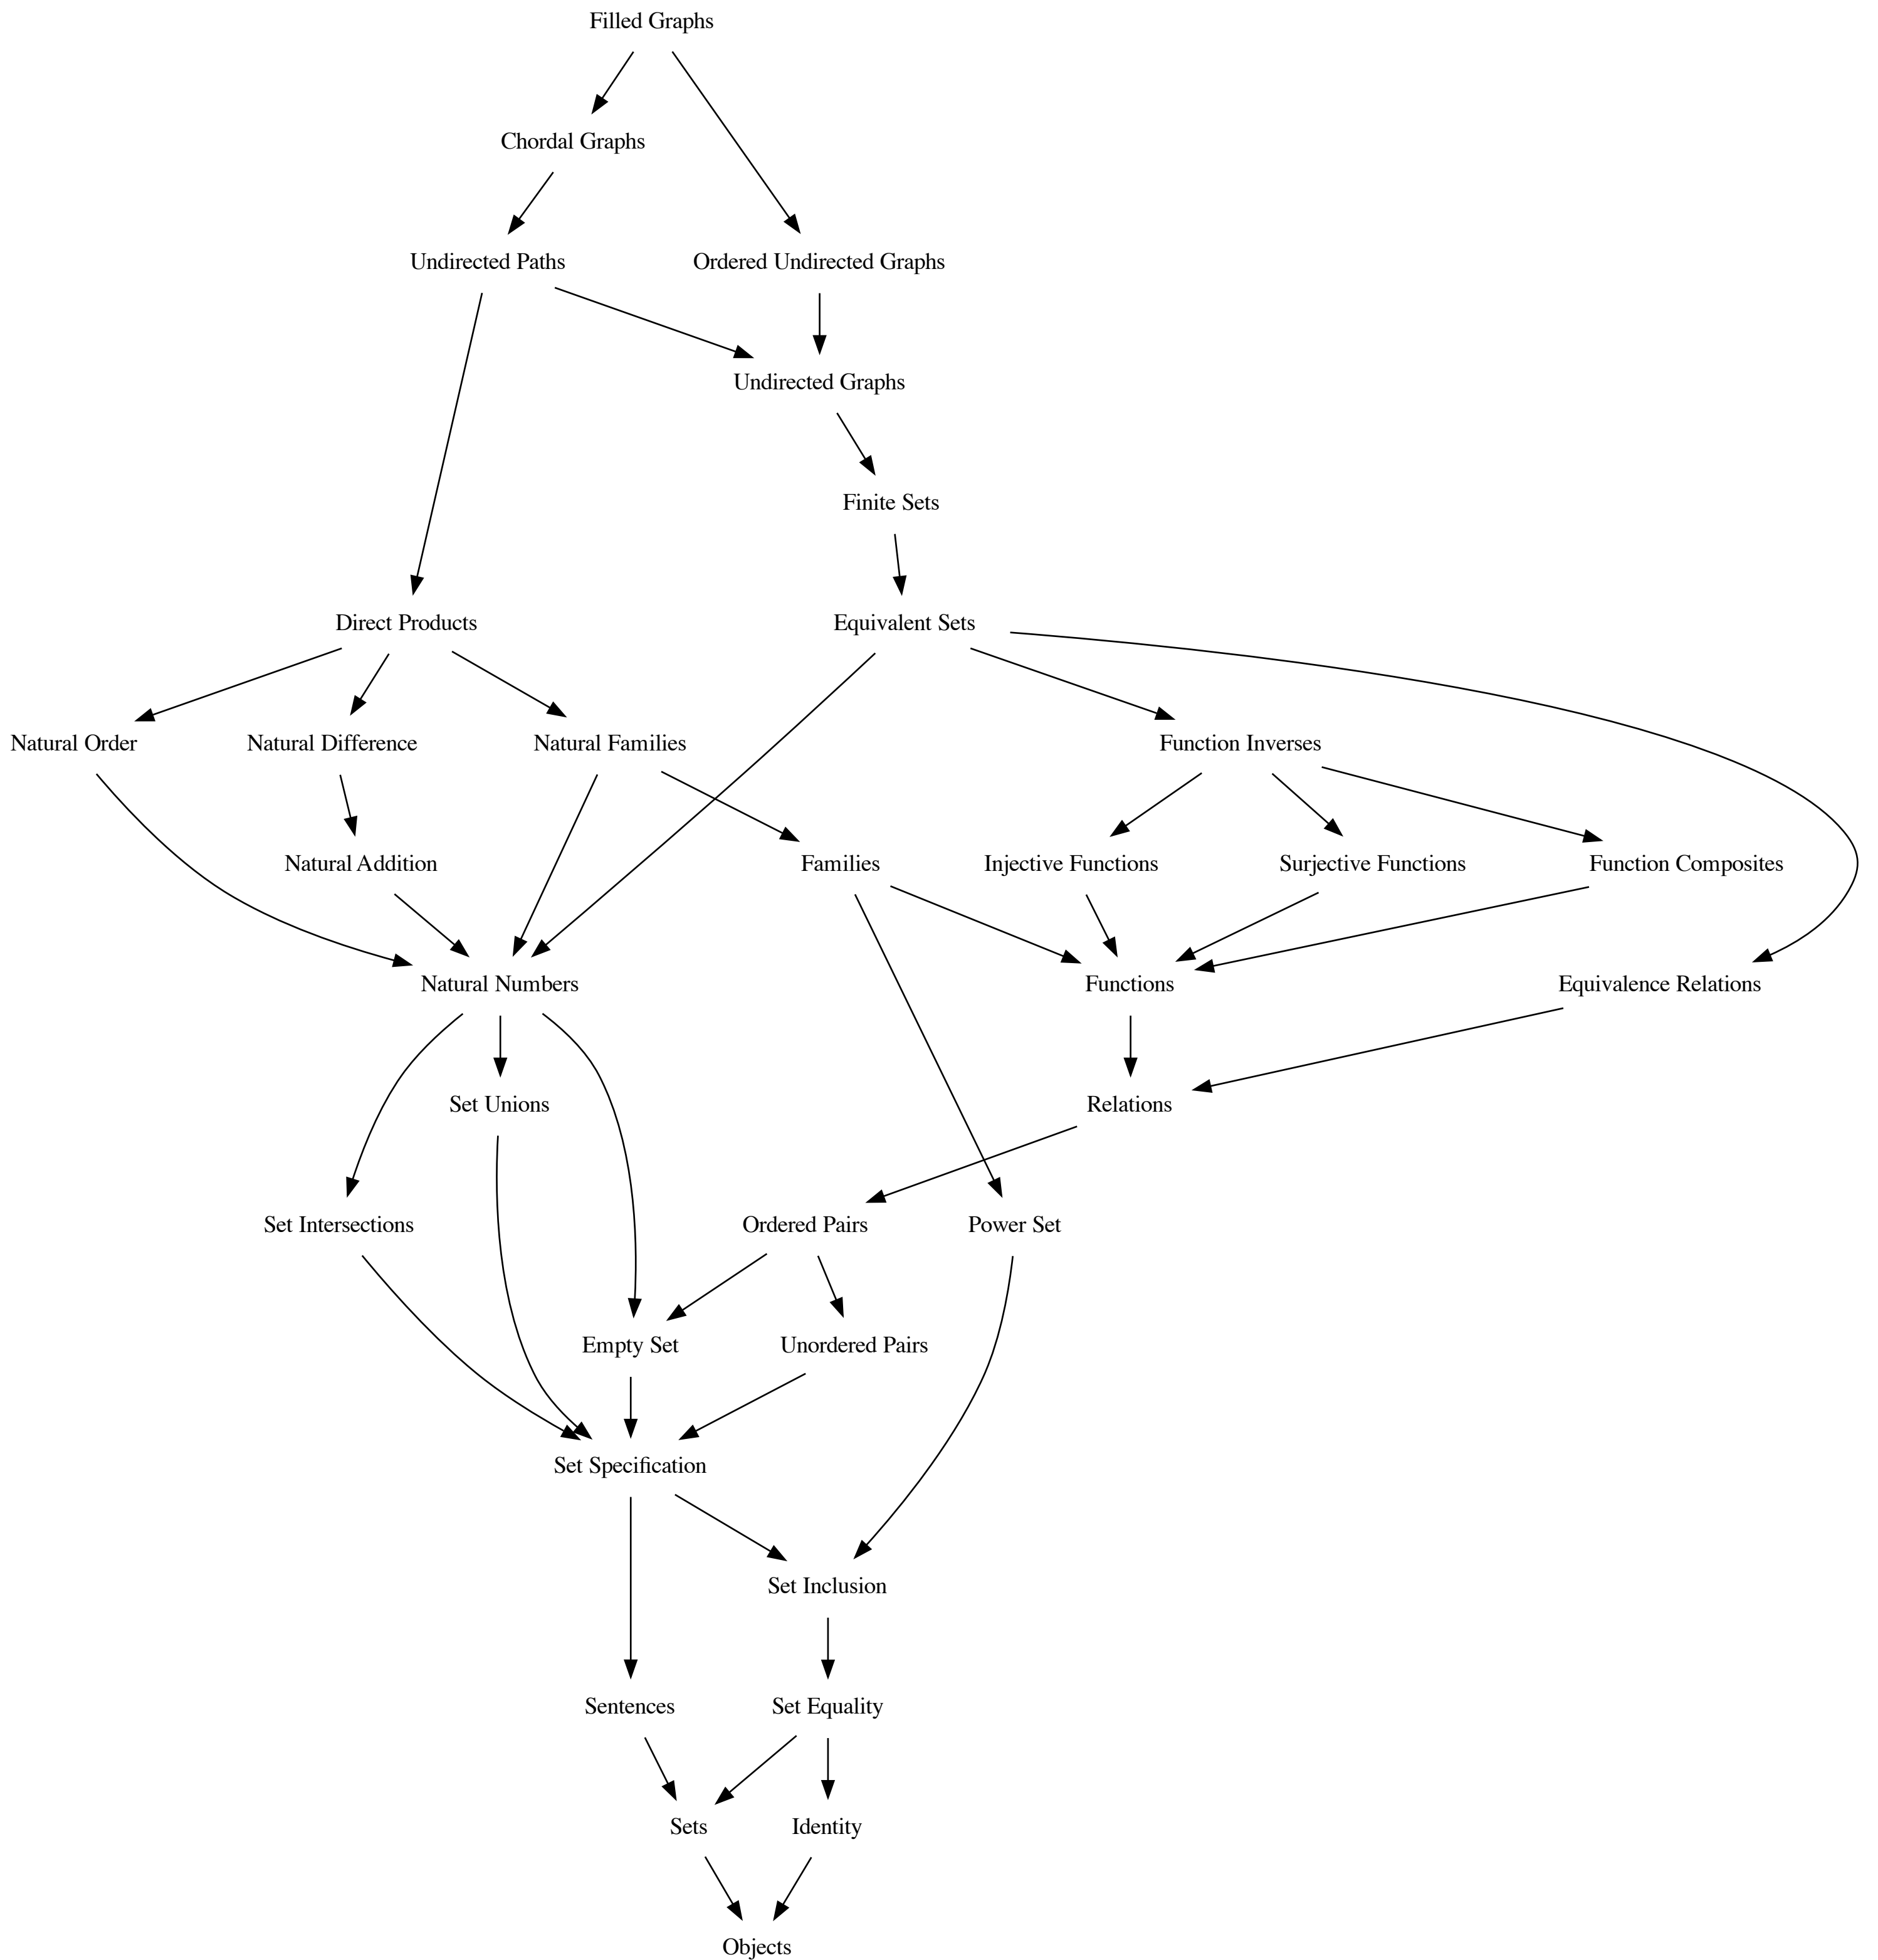 Filled Graphs
Chordal Graphs
Undirected Paths
Ordered Undirected Graphs
Undirected Graphs
Finite Sets
Direct Products
Equivalent Sets
Natural Order
Natural Difference
Natural Families
Function Inverses
Natural Addition
Families
Injective Functions
Surjective Functions
Function Composites
Natural Numbers
Functions
Equivalence Relations
Set Unions
Relations
Set Intersections
Ordered Pairs
Power Set
Empty Set
Unordered Pairs
Set Specification
Set Inclusion
Sentences
Set Equality
Sets
Identity
Objects